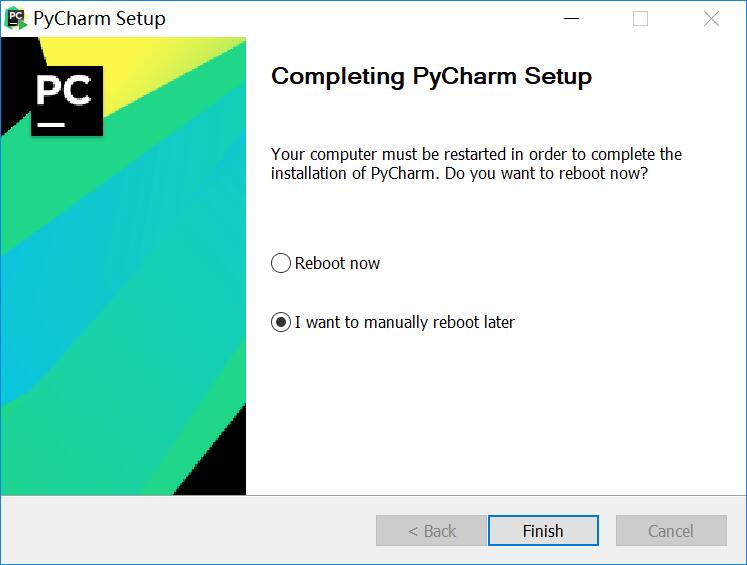 PyCharm Setup
PC
Completing PyCharm Setup
Your computer must be restarted in order to complete the
installation of PyCharm. Do you want to reboot now?
Reboot now
I want to manually reboot later
< Back
Finish
Cancel